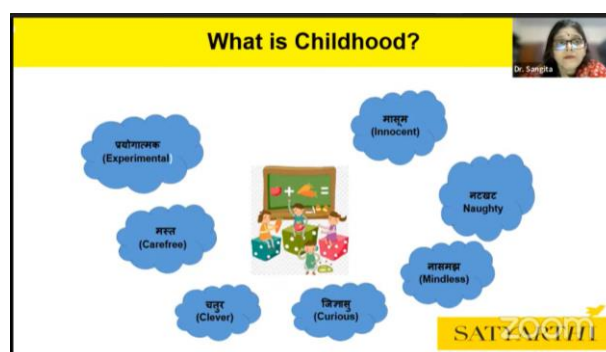 What is Childhood?
Dr. Sangita
मासूम
(Innocent)
प्रयोगात्मक
(Experimental)
नटखट
Naughty
मस्त
(Carefree)
नासमझ
(Mindless)
चतुर
(Clever)
जिज्ञासु
(Curious)
+ =
SATYARTHI
zoom